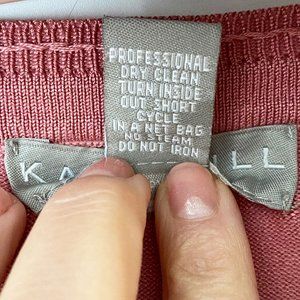 PROFESSIONAL
DRY CLEAN
TURN INSIDE
OUT SHORT
CYCLE
IN A NET BAG
NO STEAM
DO NOT IRON